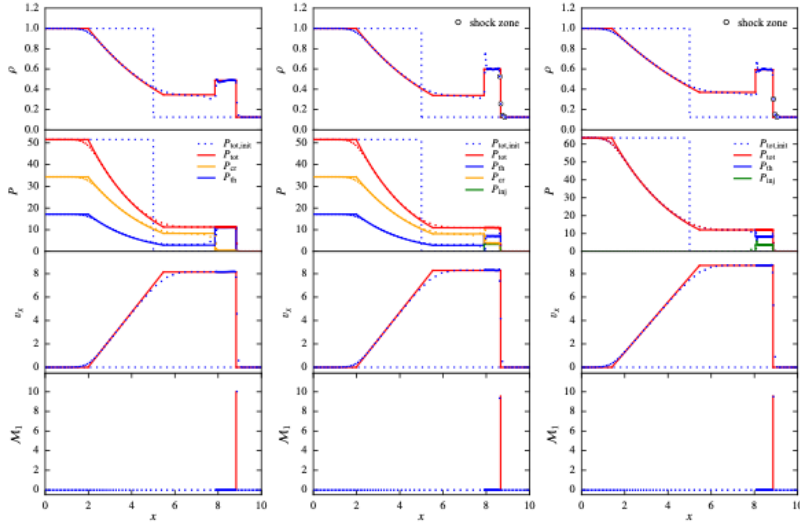 1.2
1.0
0.8
0.6
0.4
0.2
0.0
ρ
1.2
1.0
0.8
0.6
0.4
0.2
0.0
ρ
shock zone
1.2
1.0
0.8
0.6
0.4
0.2
0.0
ρ
shock zone
50
40
30
20
10
0
P
P_tot,init
P_tot
P_cr
P_th
50
40
30
20
10
0
P
P_tot,init
P_tot
P_th
P_cr
P_inj
60
50
40
30
20
10
0
P
P_tot,init
P_tot
P_th
P_inj
8
6
4
2
0
v_x
8
6
4
2
0
v_x
8
6
4
2
0
v_x
10
8
6
4
2
0
M_1
0 2 4 6 8 10
x
10
8
6
4
2
0
M_1
0 2 4 6 8 10
x
10
8
6
4
2
0
M_1
0 2 4 6 8 10
x